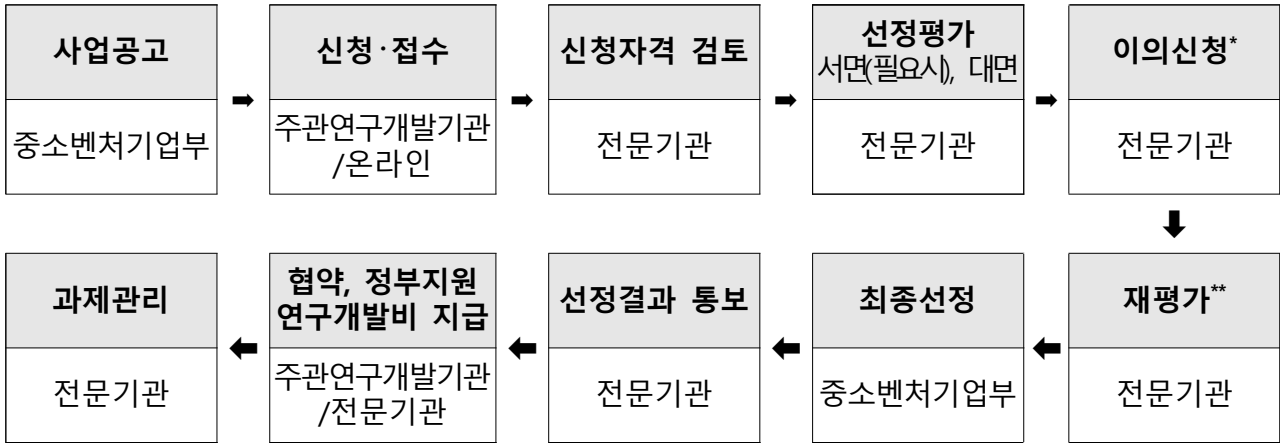 사업공고
중소벤처기업부
➡
신청·접수
주관연구개발기관
/온라인
➡
신청자격 검토
전문기관
➡
선정평가
서면(필요시), 대면
전문기관
➡
이의신청*
전문기관
⬇
재평가**
전문기관
⬅
최종선정
중소벤처기업부
⬅
선정결과 통보
전문기관
⬅
협약, 정부지원
연구개발비 지급
주관연구개발기관
/전문기관
⬅
과제관리
전문기관